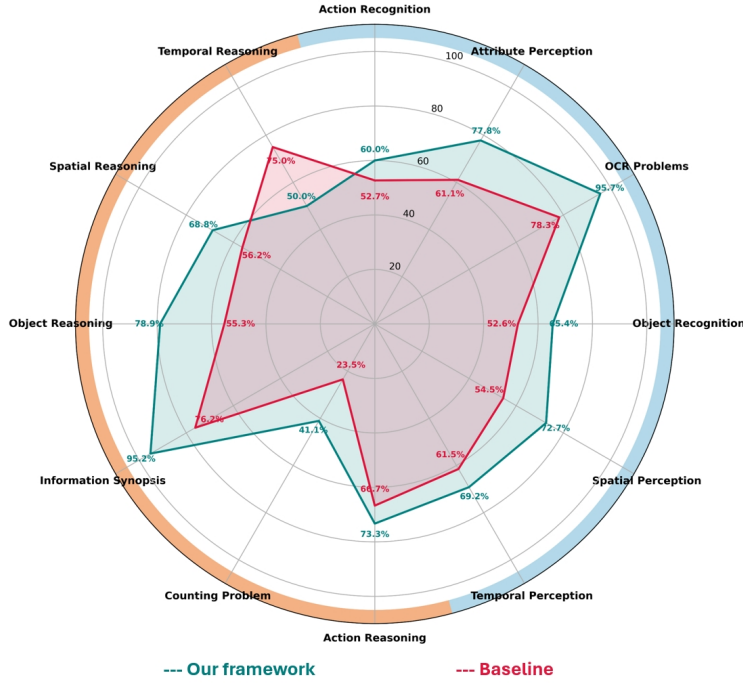 Action Recognition
Temporal Reasoning
Attribute Perception
100
80
77.8%
60.0%
60
75.0%
Spatial Reasoning
OCR Problems
95.7%
61.1%
52.7%
50.0%
40
78.3%
68.8%
56.2%
20
Object Reasoning
78.9%
55.3%
52.6%
65.4%
Object Recognition
23.5%
54.5%
76.2%
41.1%
72.7%
61.5%
95.2%
66.7%
69.2%
Information Synopsis
Spatial Perception
73.3%
Counting Problem
Temporal Perception
Action Reasoning
--- Our framework
--- Baseline